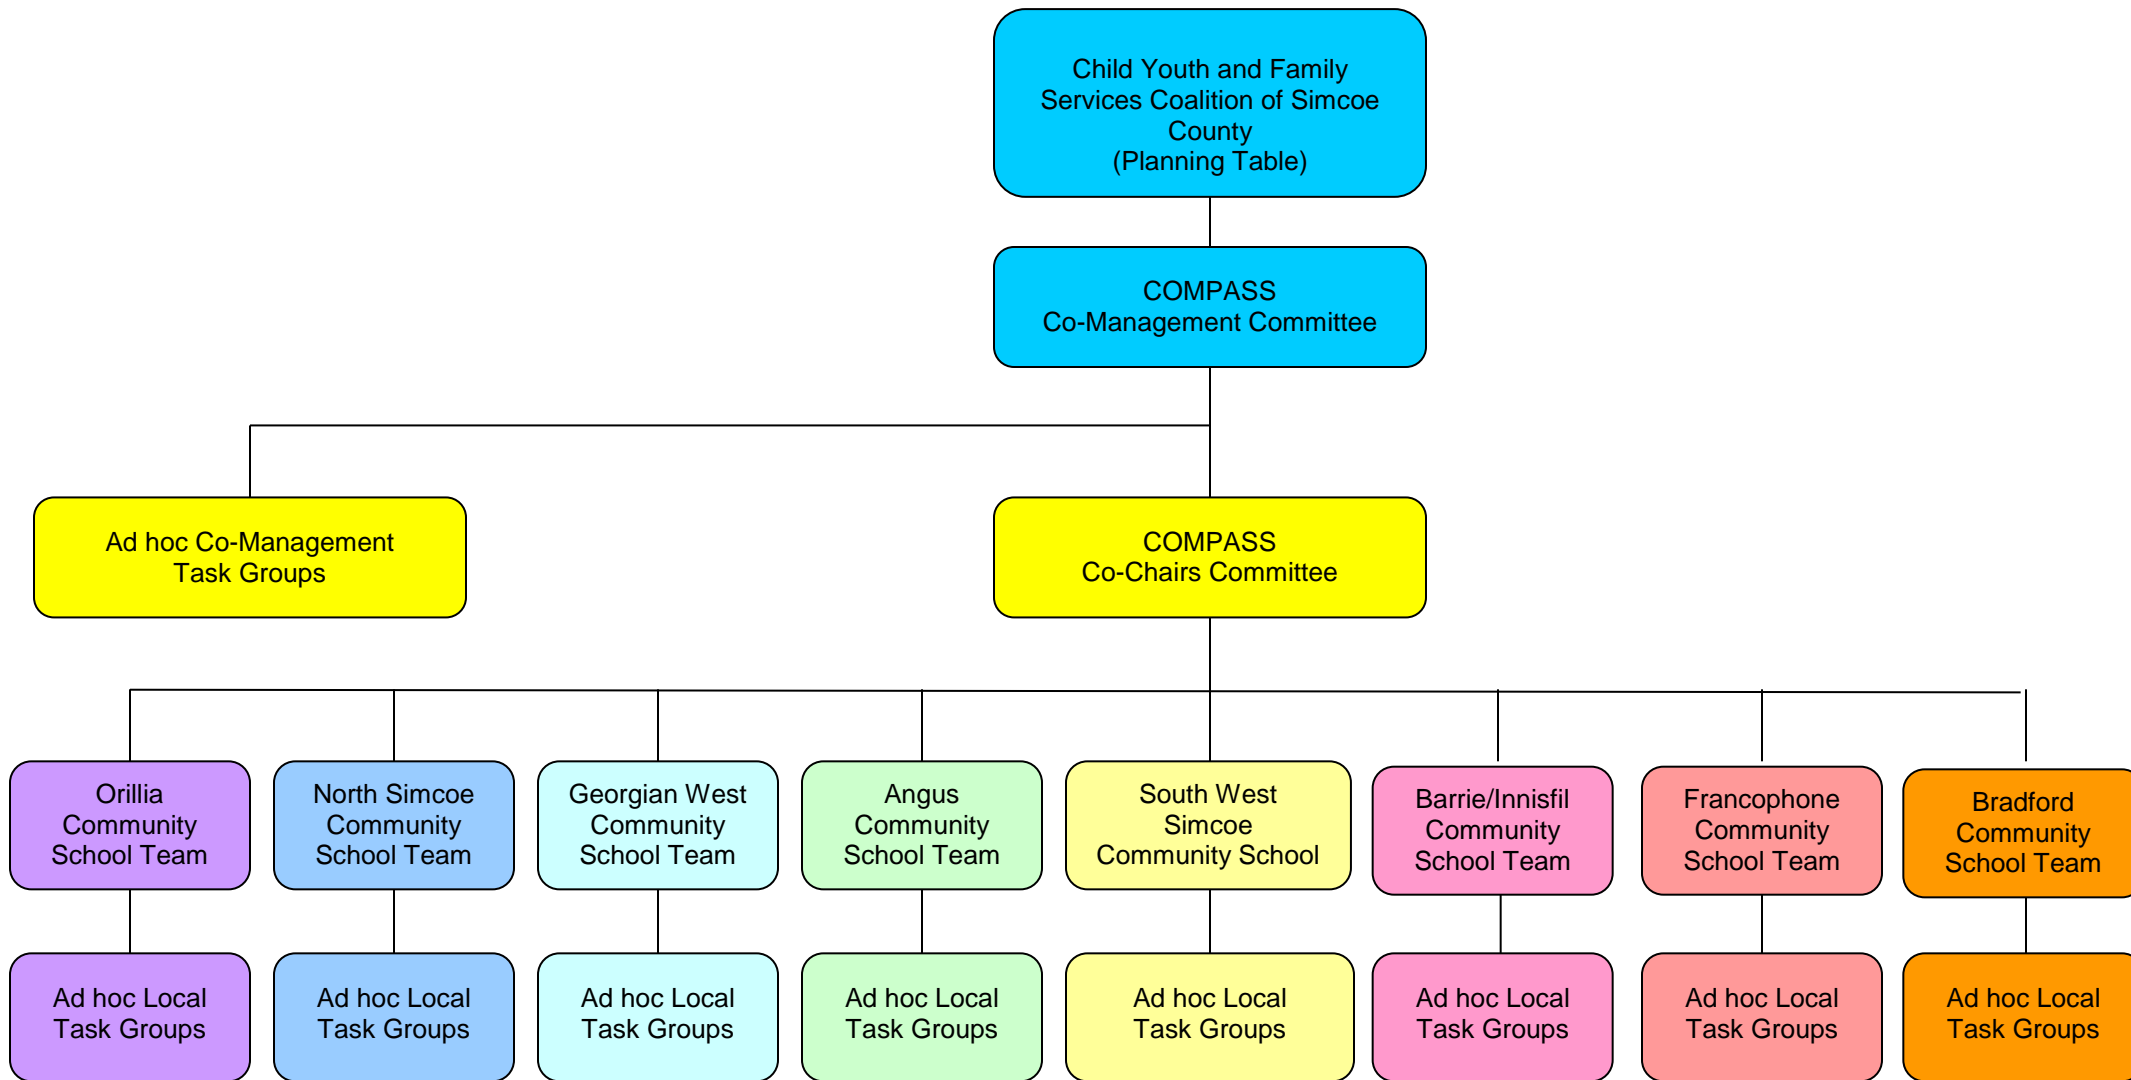 Child Youth and Family
Services Coalition of Simcoe
County
(Planning Table)
COMPASS
Co-Management Committee
Ad hoc Co-Management
Task Groups
COMPASS
Co-Chairs Committee
Orillia
Community
School Team
North Simcoe
Community
School Team
Georgian West
Community
School Team
Angus
Community
School Team
South West
Simcoe
Community School
Barrie/Innisfil
Community
School Team
Francophone
Community
School Team
Bradford
Community
School Team
Ad hoc Local
Task Groups
Ad hoc Local
Task Groups
Ad hoc Local
Task Groups
Ad hoc Local
Task Groups
Ad hoc Local
Task Groups
Ad hoc Local
Task Groups
Ad hoc Local
Task Groups
Ad hoc Local
Task Groups